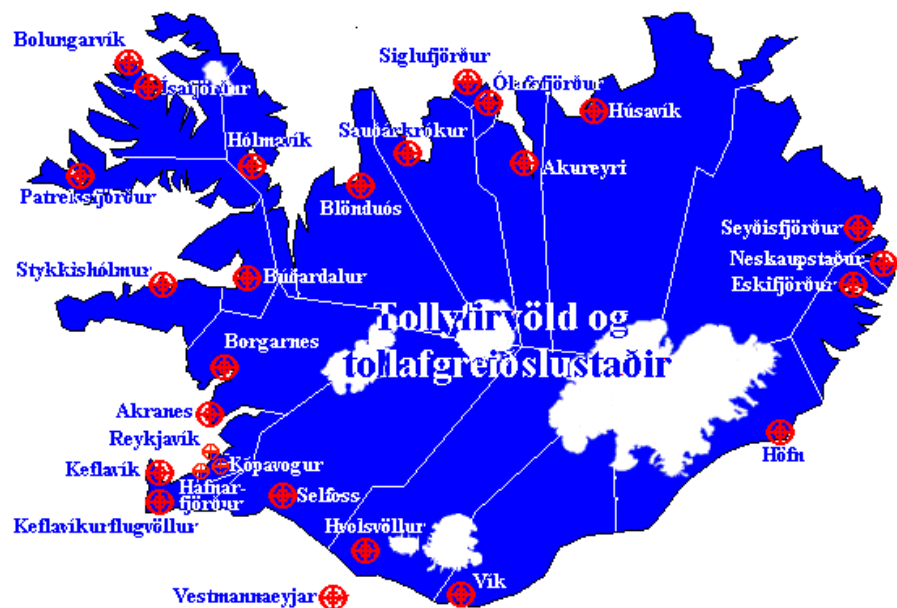 Bolungarvík
Siglufjörður
Ísafjörður
Ólafsfjörður
Húsavík
Sauðárkrókur
Hólmavík
Akureyri
Patreksfjörður
Blönduós
Seyðisfjörður
Neskaupstaður
Stykkishólmur
Búðardalur
Eskifjörður
Tollyfirvöld og
tollafgreiðslustaðir
Borgarnes
Akranes
Reykjavík
Keflavík
Kópavogur
Höfn
Hafnar-
fjörður
Selfoss
Keflavíkurflugvöllur
Hvolsvöllur
Vík
Vestmannaeyjar